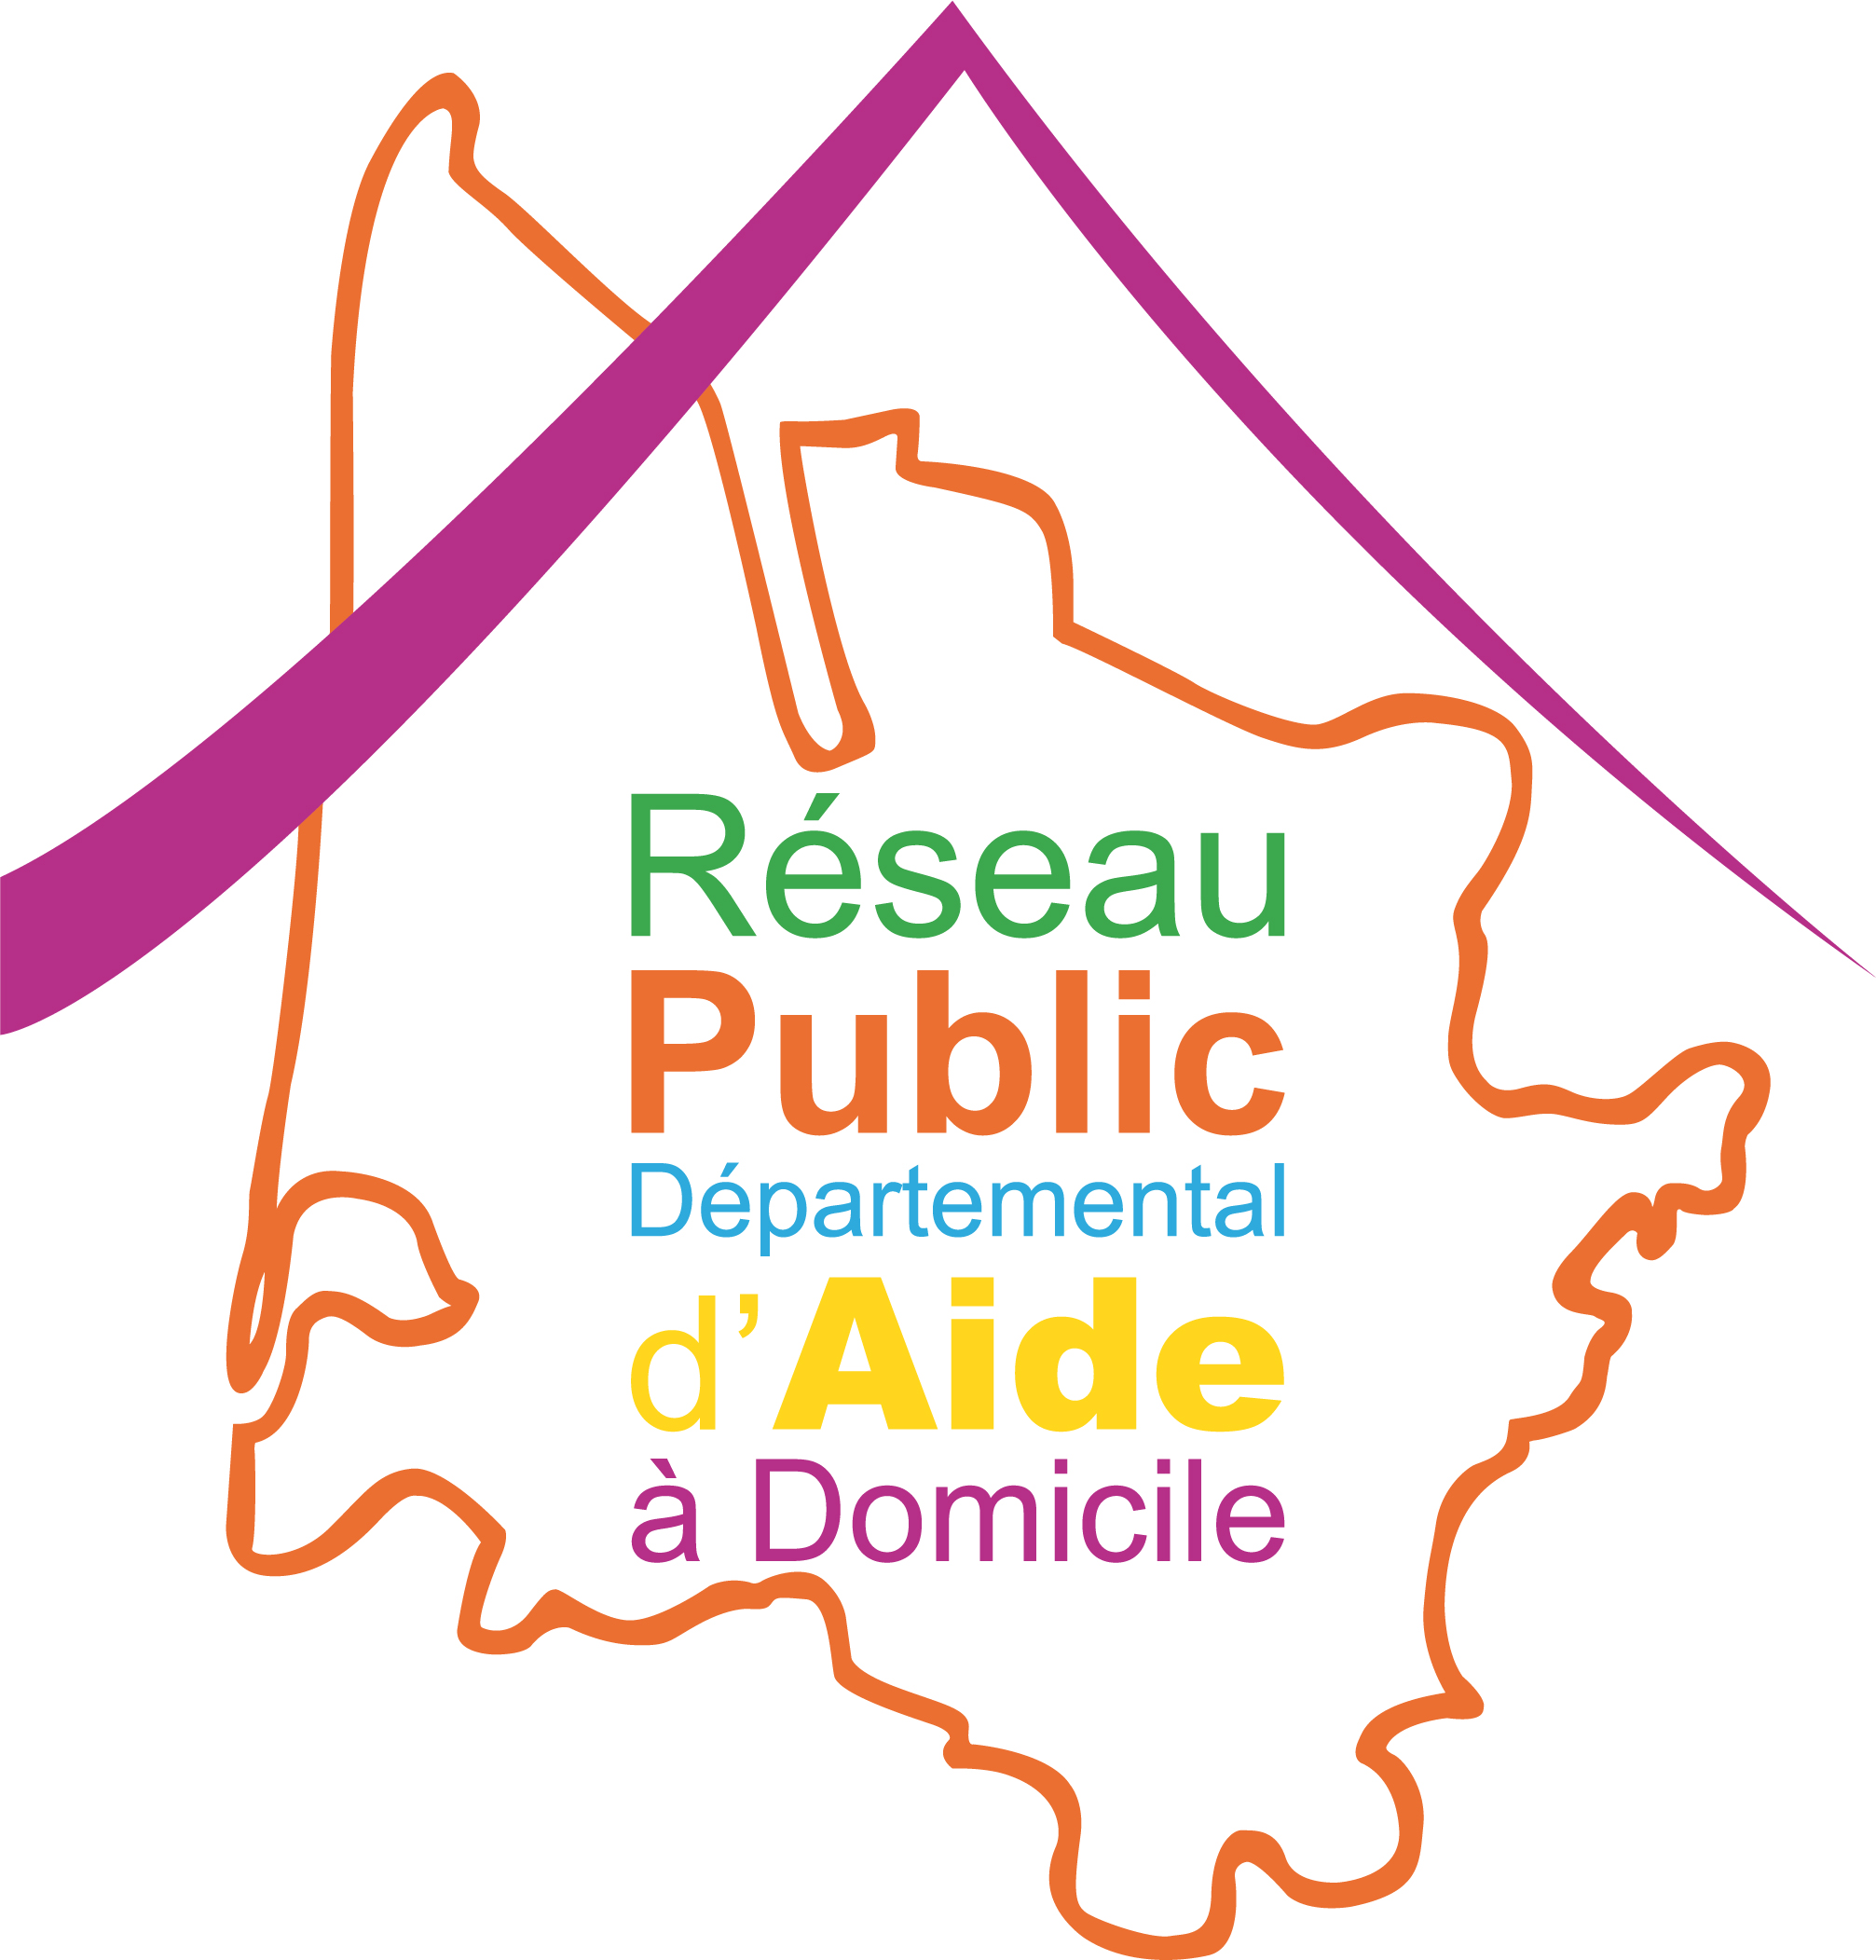 Réseau
Public
Départemental
d'Aide
à Domicile